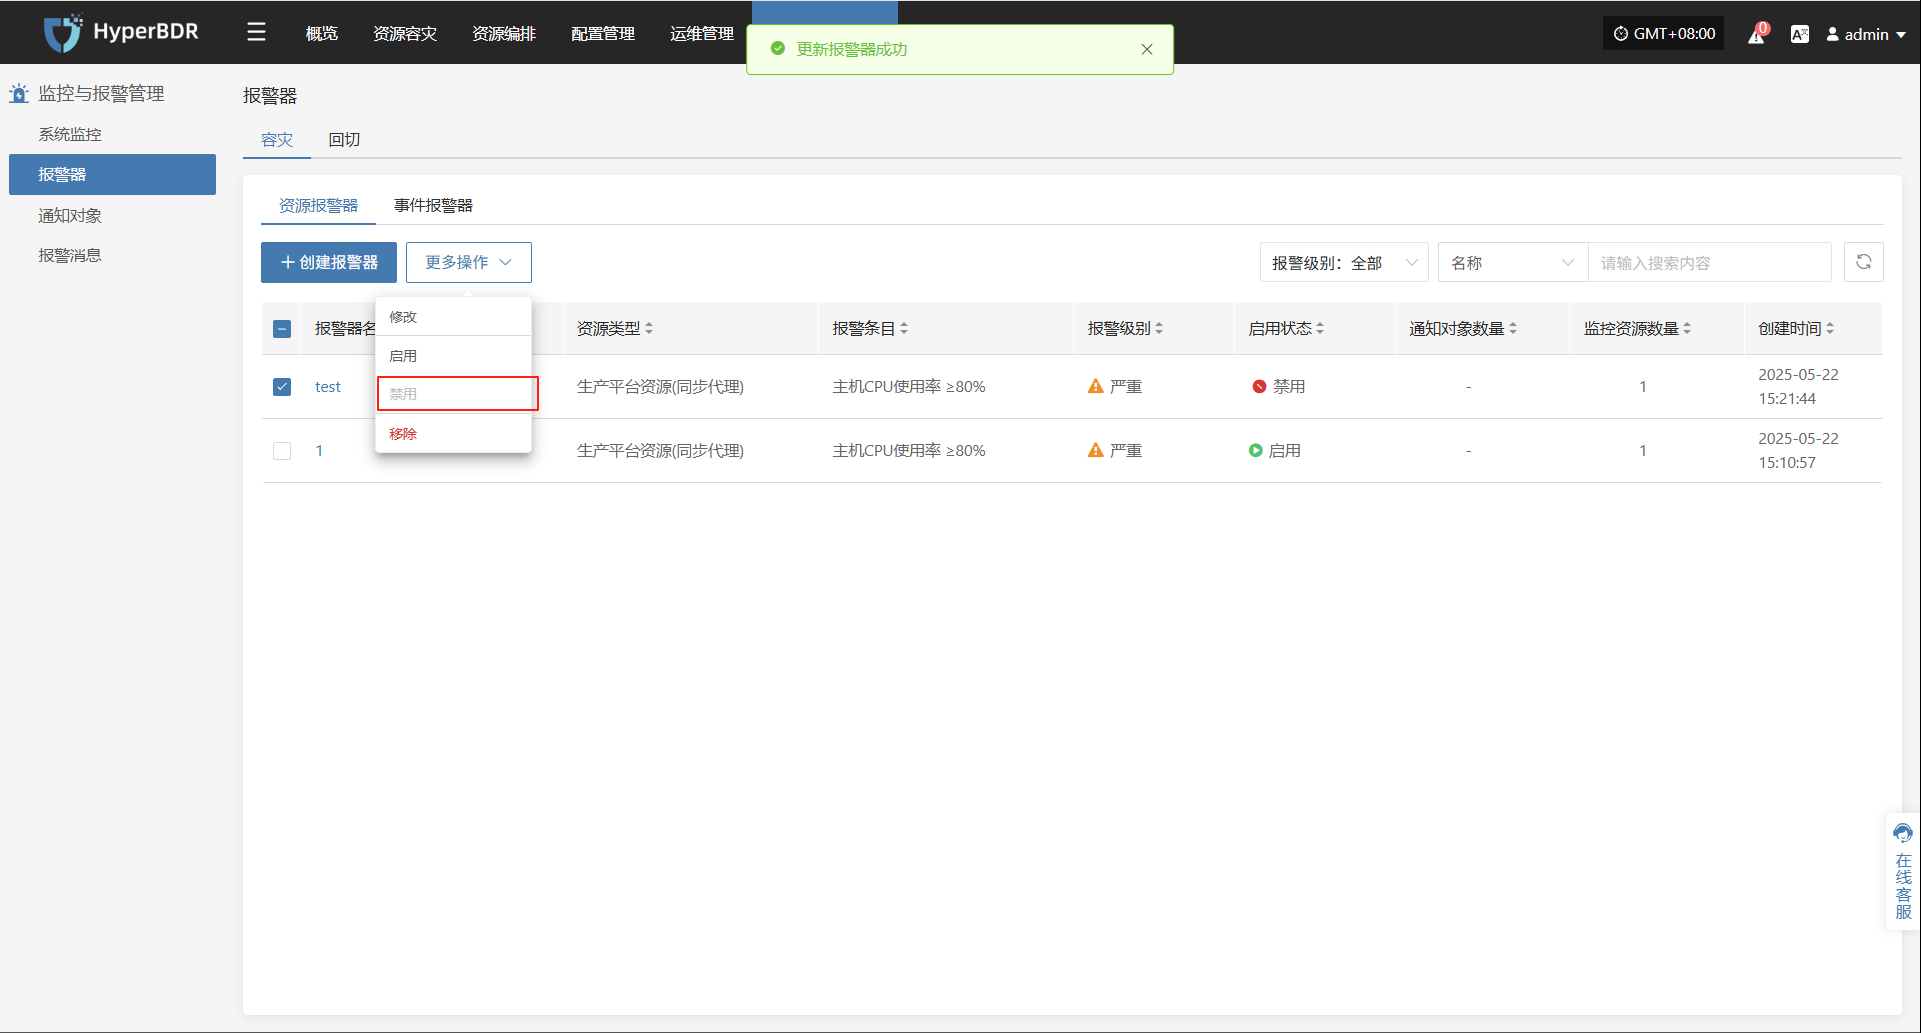 HyperBDR
概览
资源容灾
资源编排
配置管理
运维管理
更新报警器成功
GMT+08:00
0
admin
监控与报警管理
系统监控
报警器
通知对象
报警消息
报警器
容灾
回切
资源报警器
事件报警器
创建报警器
更多操作
报警级别：全部
名称
请输入搜索内容
修改
启用
禁用
移除
报警器名
资源类型
报警条目
报警级别
启用状态
通知对象数量
监控资源数量
创建时间
test
生产平台资源(同步代理)
主机CPU使用率 ≥80%
严重
禁用
-
1
2025-05-22
15:21:44
1
生产平台资源(同步代理)
主机CPU使用率 ≥80%
严重
启用
-
1
2025-05-22
15:10:57
在线客服